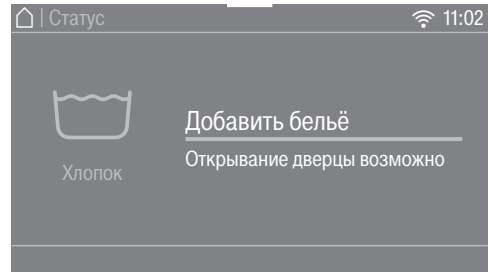 | Статус 11:02
Добавить бельё
Открывание дверцы возможно
Хлопок